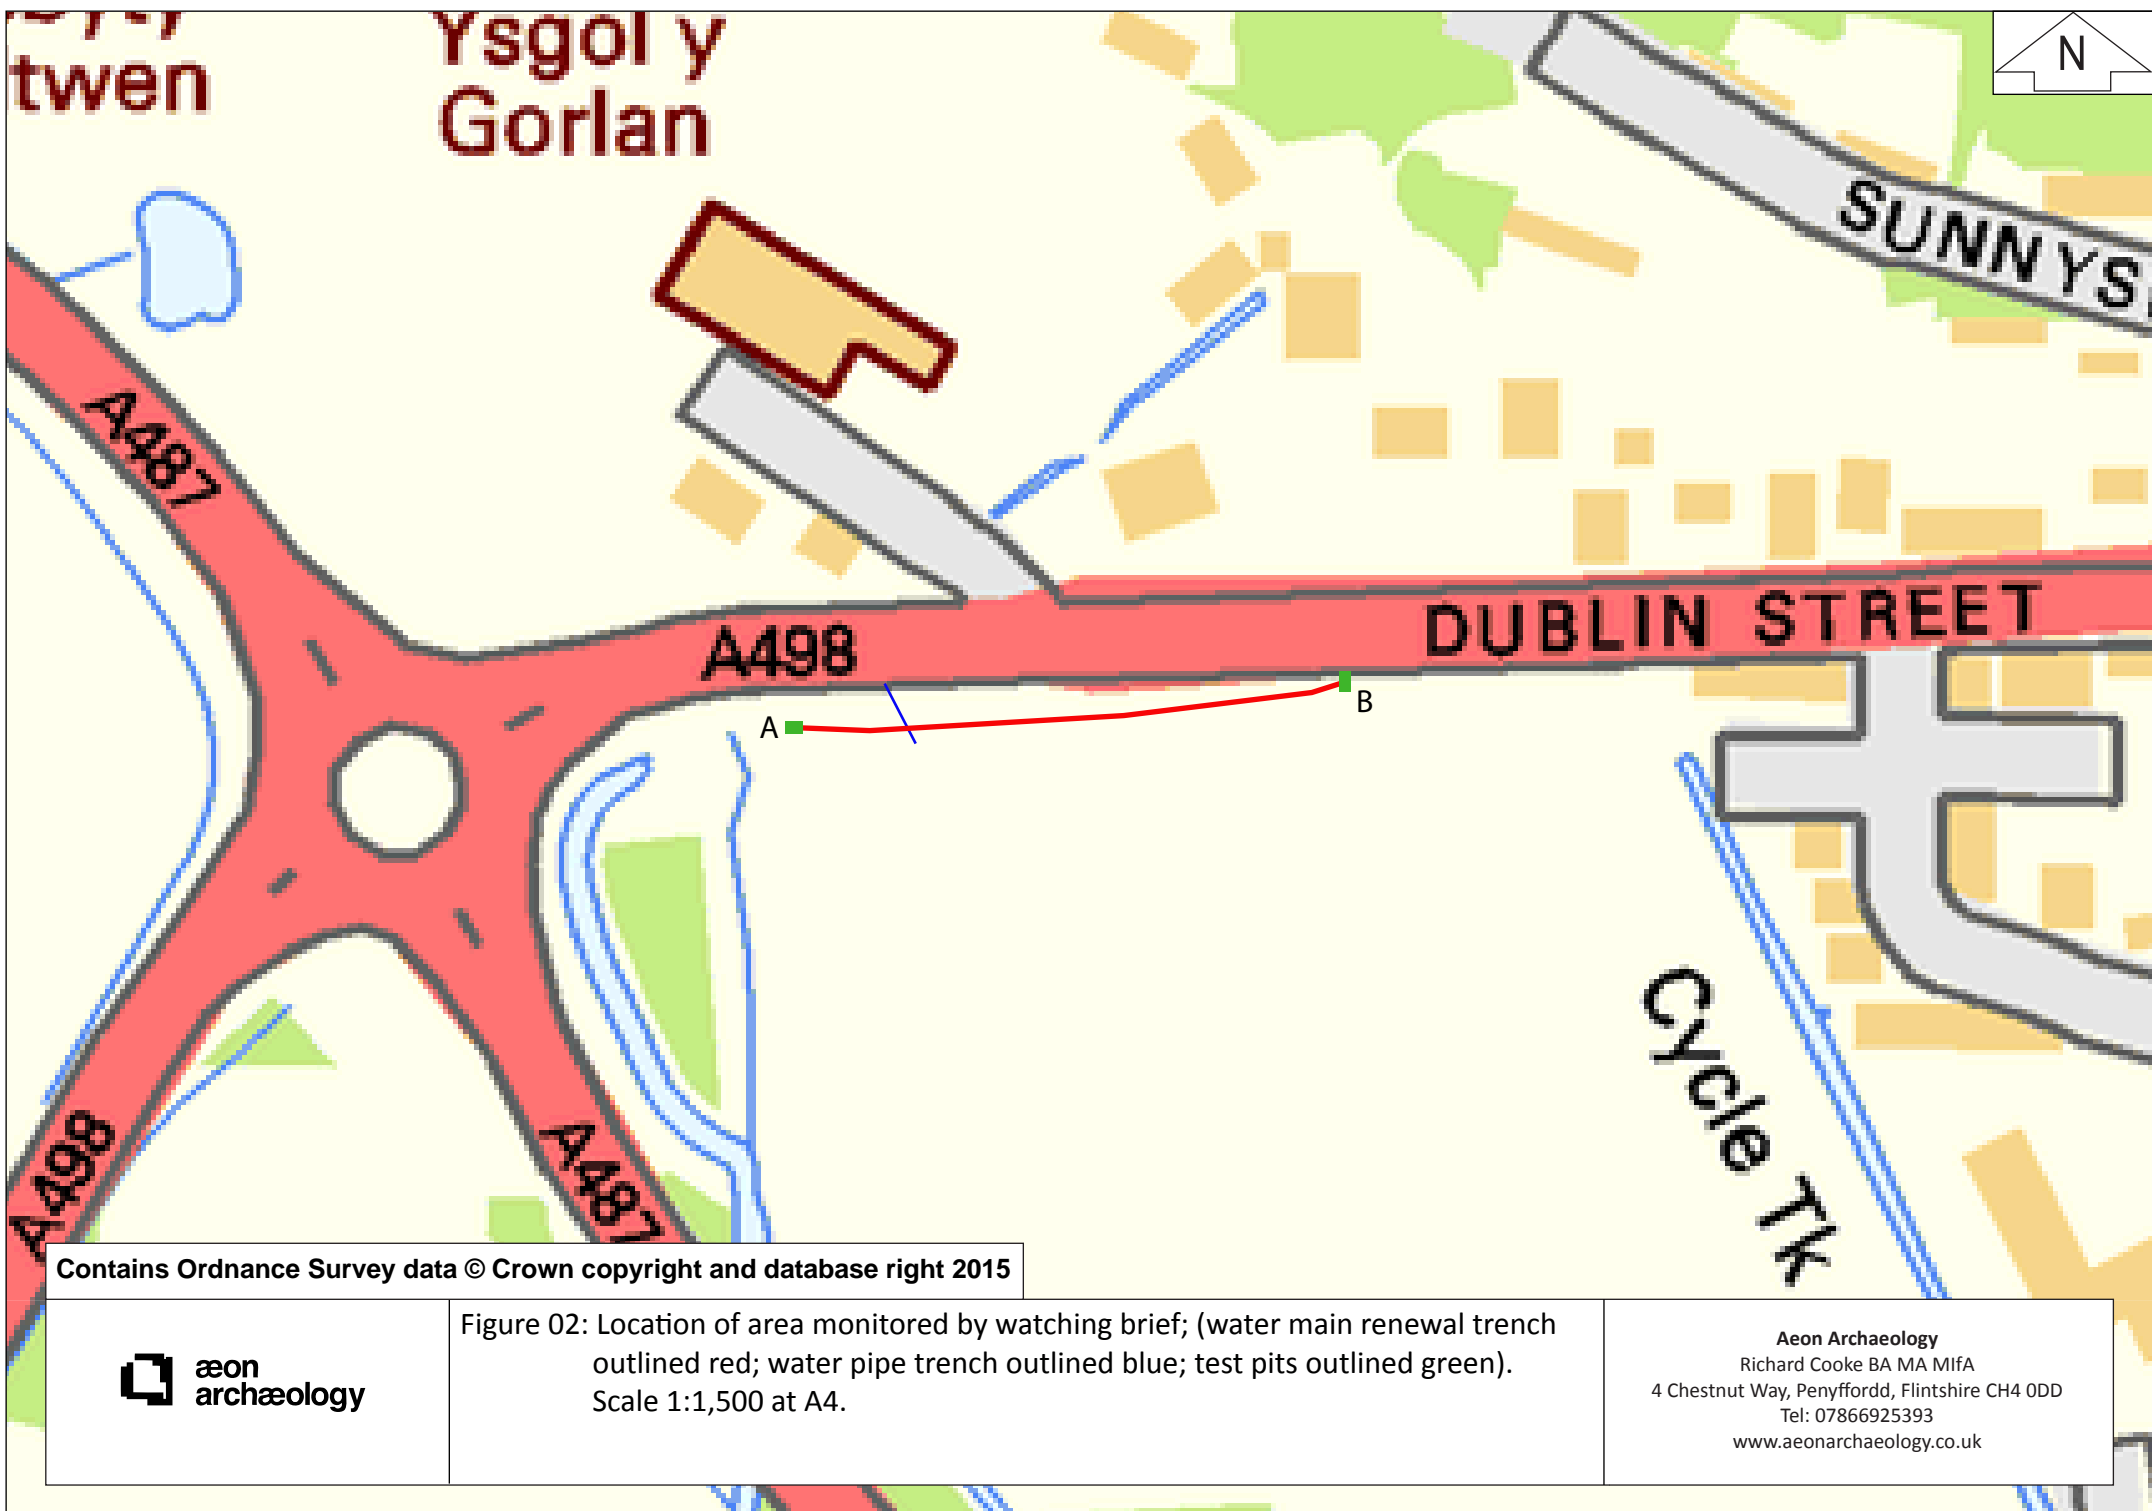 twen
Ysgol y
Gorlan
N
SUNNYS
A487
A498
DUBLIN STREET
A
B
Cycle Tk
A498
A487
Contains Ordnance Survey data © Crown copyright and database right 2015
æon
archæology
Figure 02: Location of area monitored by watching brief; (water main renewal trench
outlined red; water pipe trench outlined blue; test pits outlined green).
Scale 1:1,500 at A4.
Aeon Archaeology
Richard Cooke BA MA MIfA
4 Chestnut Way, Penyffordd, Flintshire CH4 0DD
Tel: 07866925393
www.aeonarchaeology.co.uk